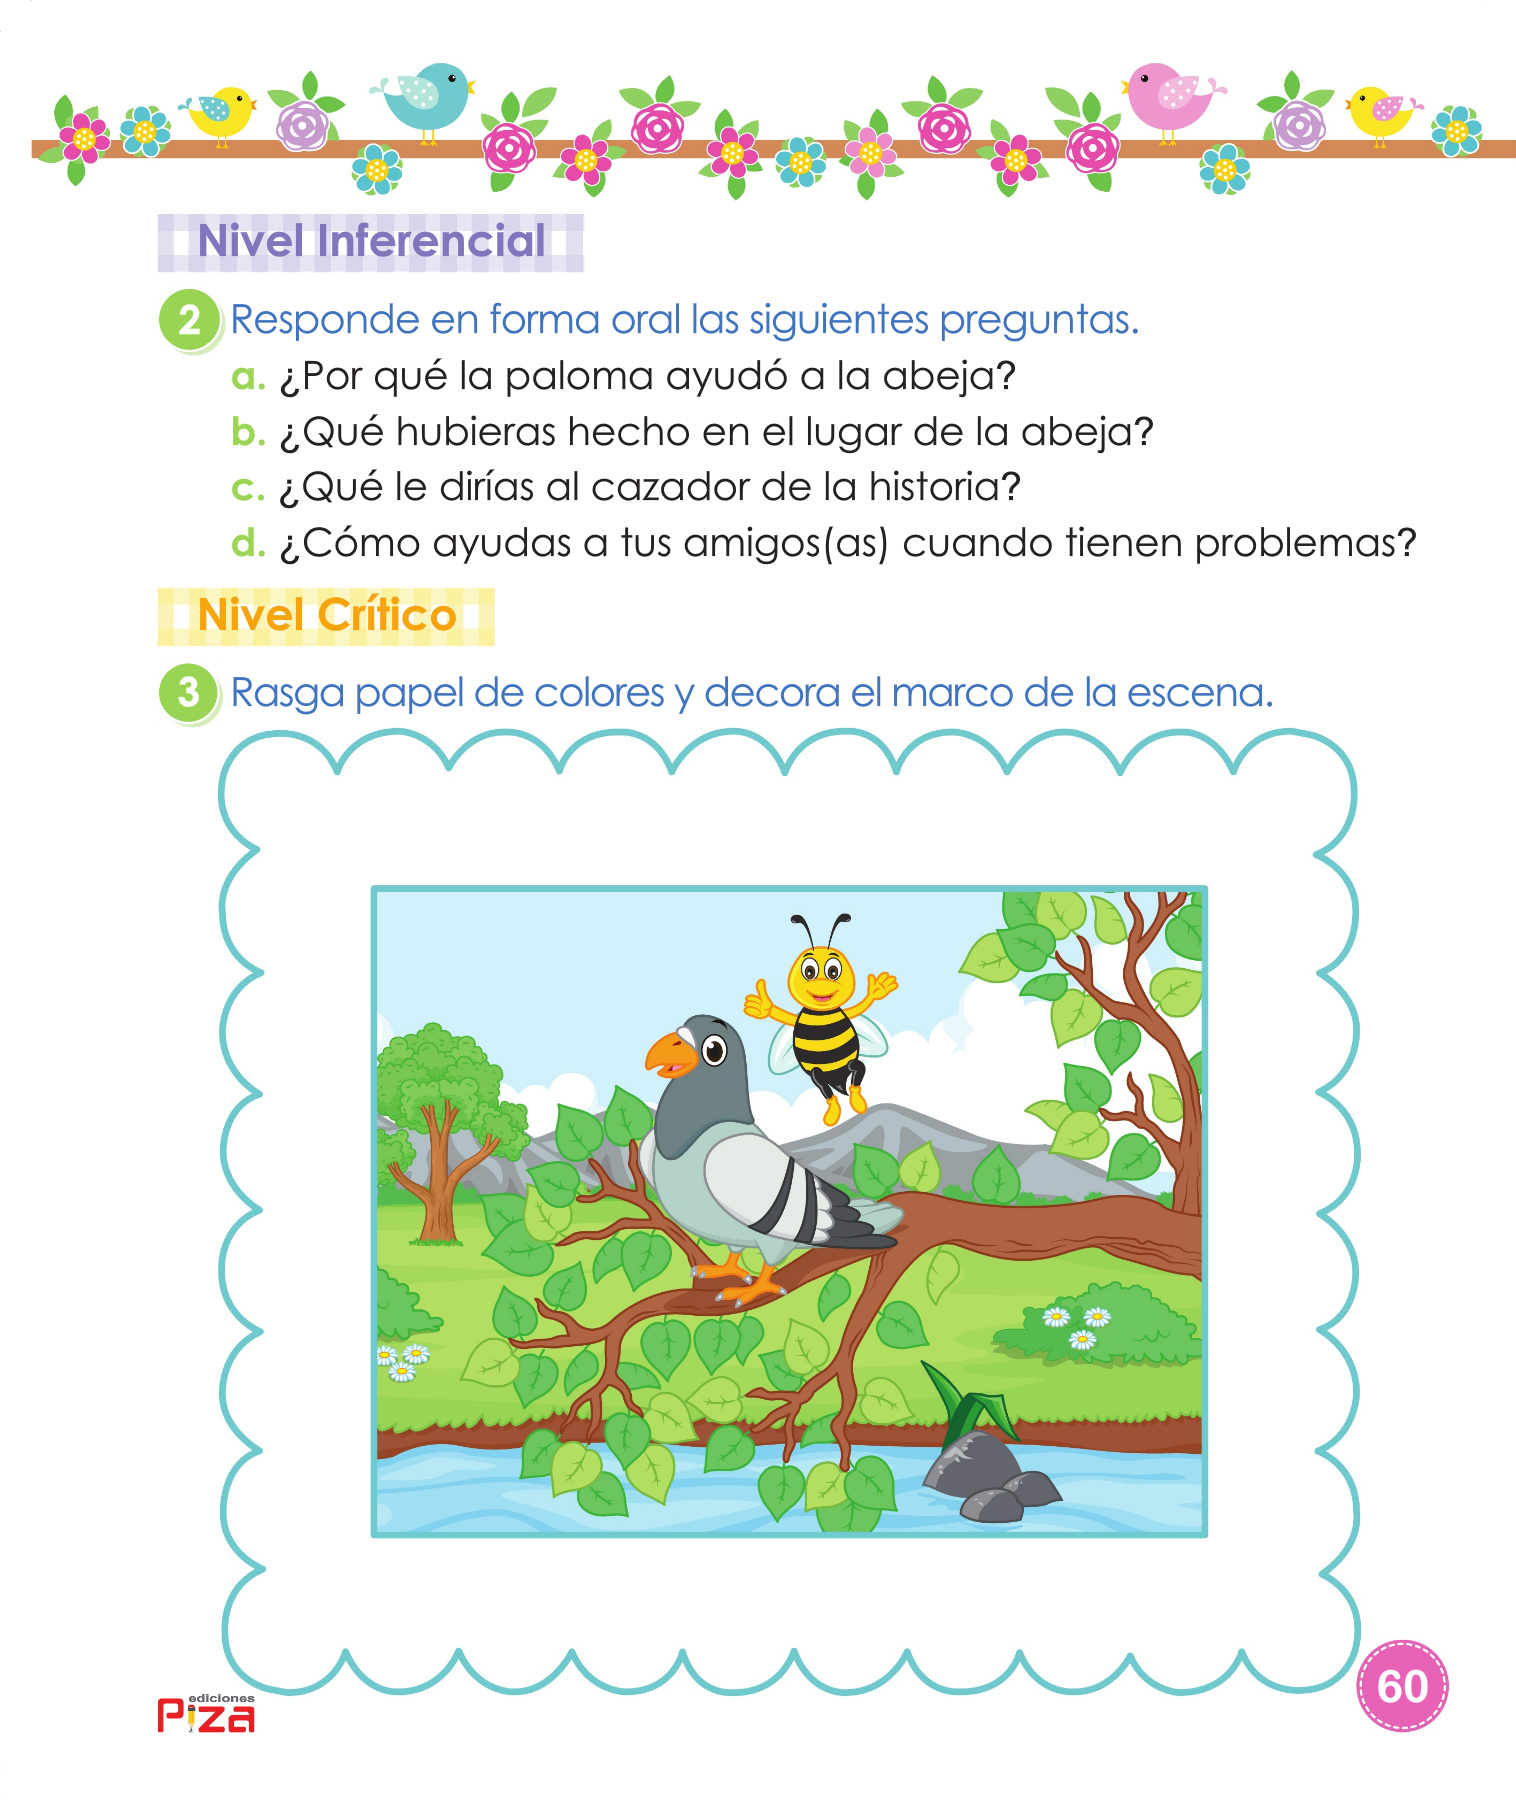 Nivel Inferencial
2 Responde en forma oral las siguientes preguntas.
a. ¿Por qué la paloma ayudó a la abeja?
b. ¿Qué hubieras hecho en el lugar de la abeja?
c. ¿Qué le dirías al cazador de la historia?
d. ¿Cómo ayudas a tus amigos(as) cuando tienen problemas?
Nivel Crítico
3 Rasga papel de colores y decora el marco de la escena.
ediciones
Piza
60